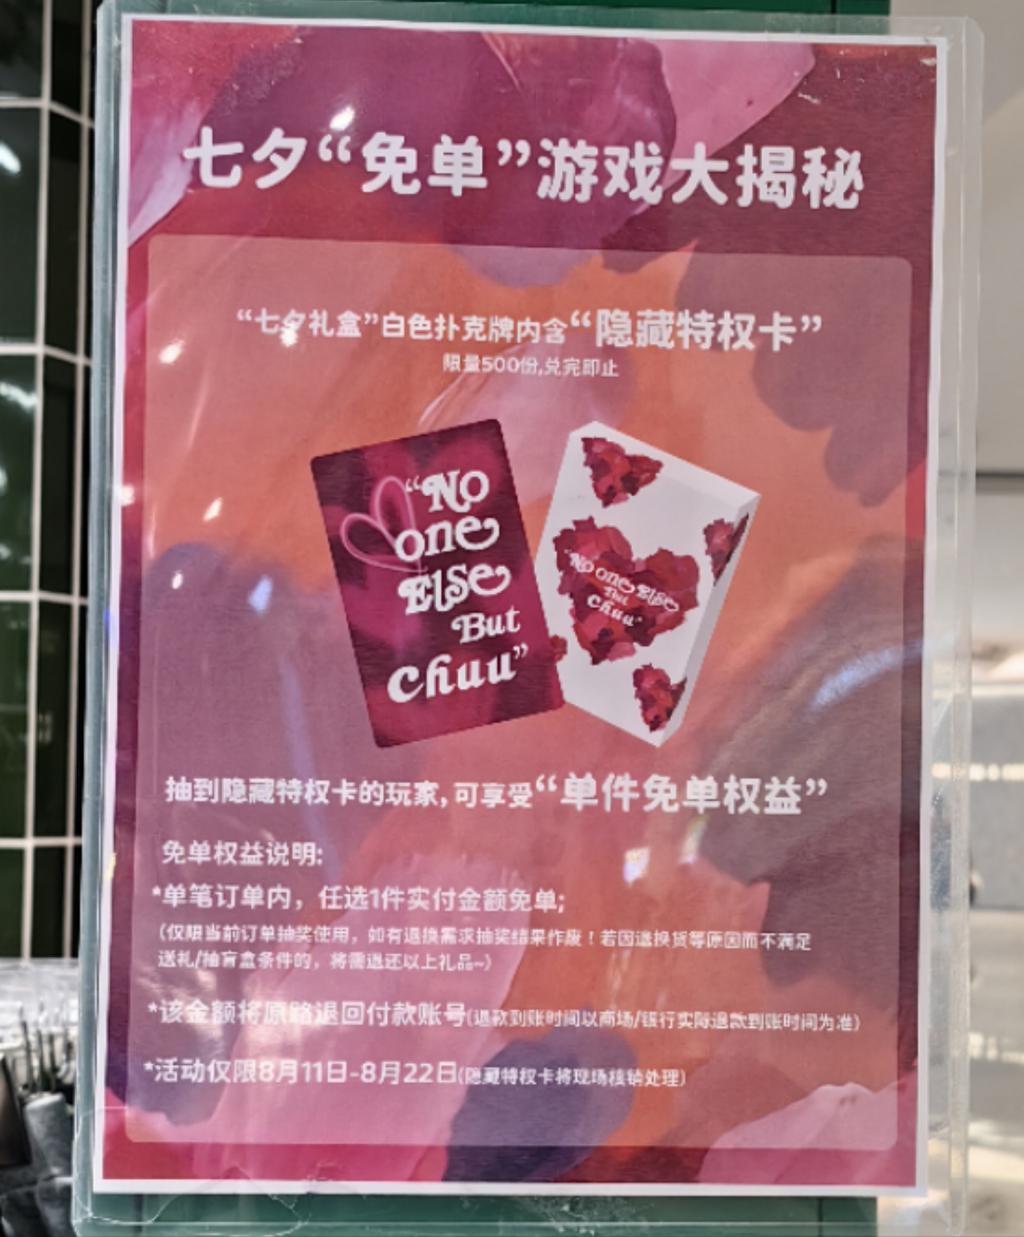 七夕“免单”游戏大揭秘
“七夕礼盒”白色扑克牌内含“隐藏特权卡”
限量500份,兑完即止
“No
one
Else
But
Chuu”
“No one Else
But
Chuu”
抽到隐藏特权卡的玩家,可享受“单件免单权益”
免单权益说明:
*单笔订单内，任选1件实付金额免单;
(仅限当前订单抽奖使用，如有退换需求抽奖结果作废！若因退换货等原因而不满足
送礼/抽盲盒条件的，将需退还以上礼品~)
*该金额将原路退回付款账号(退款到账时间以商场/银行实际退款到账时间为准)
*活动仅限8月11日-8月22日(隐藏特权卡将现场核销处理)